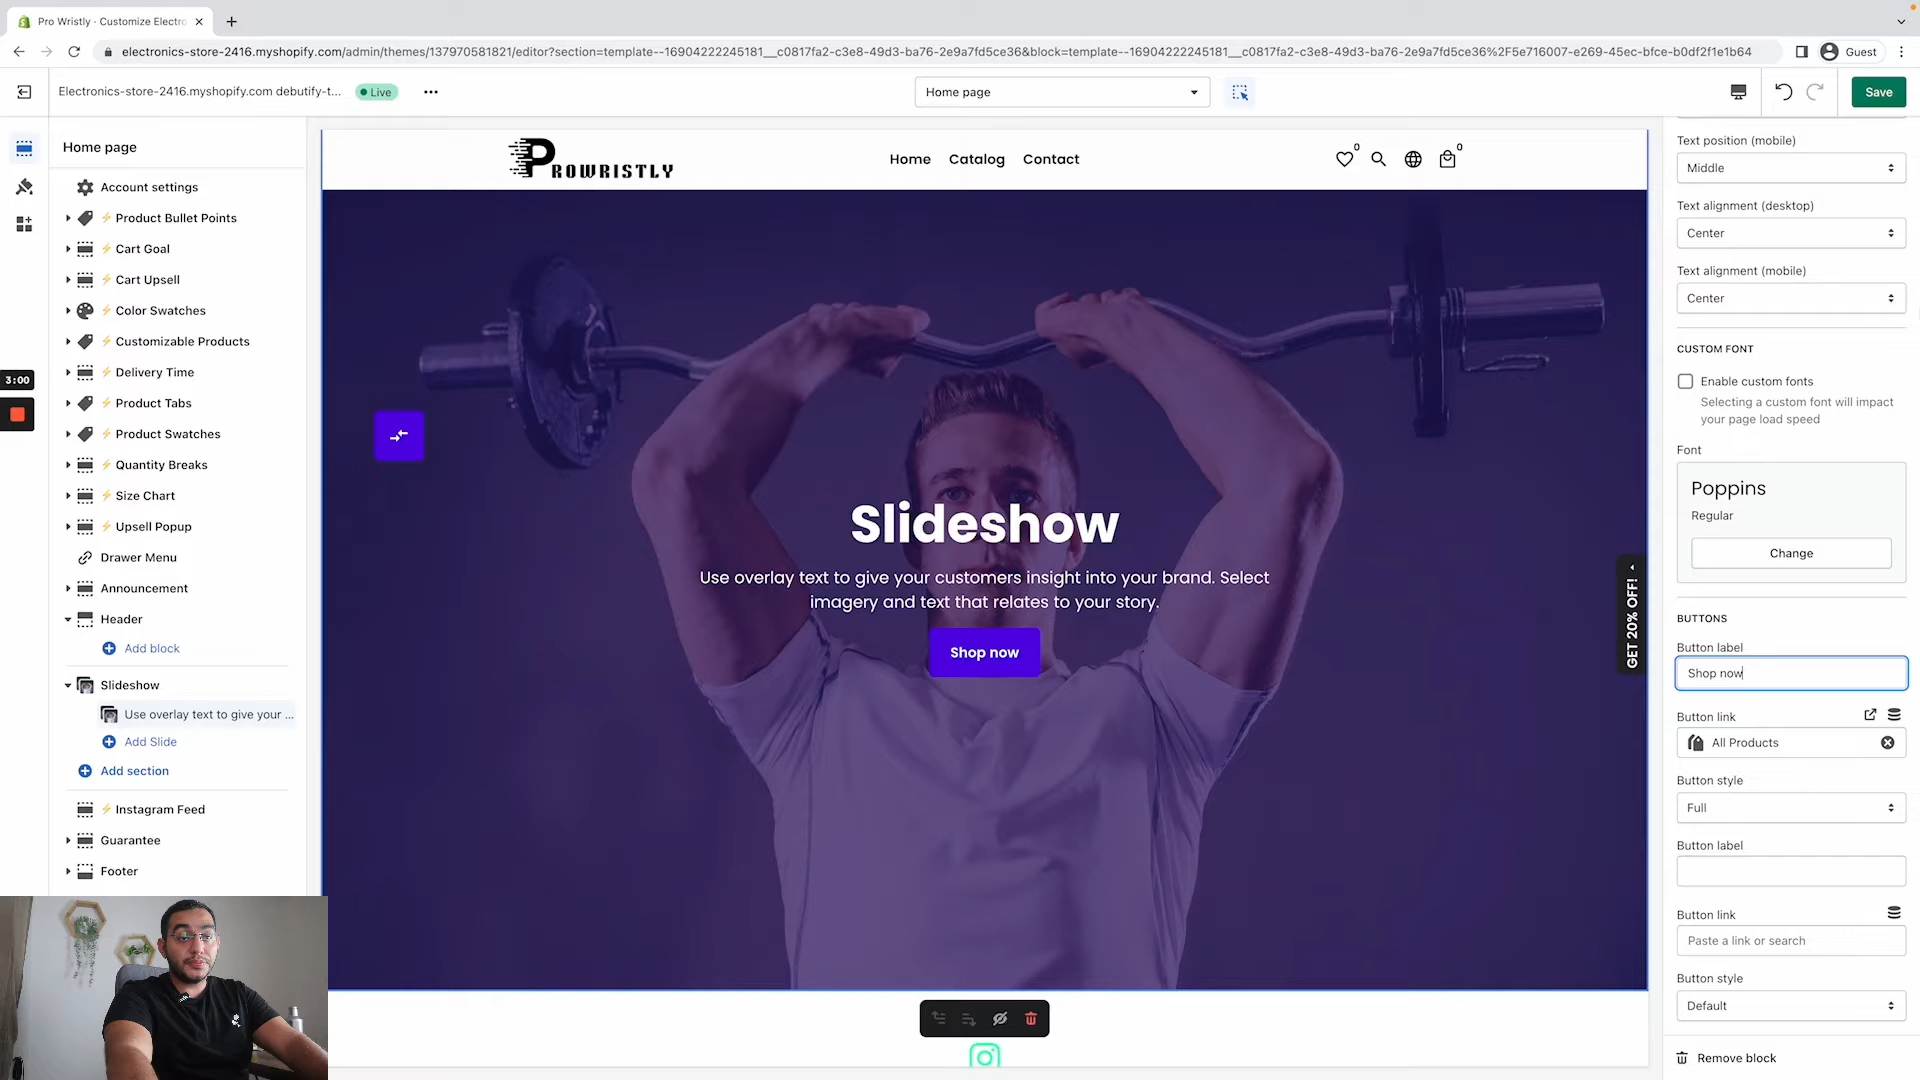 Pro Wristly · Customize Electro
electronics-store-2416.myshopify.com/admin/themes/137970581821/editor?section=template--16904222245181__c0817fa2-c3e8-49d3-ba76-2e9a7fd5ce36&block=template--16904222245181__c0817fa2-c3e8-49d3-ba76-2e9a7fd5ce36%2F5e716007-e269-45ec-bfce-b0df2f1e1b64
Guest
Electronics-store-2416.myshopify.com debutify-t...
Live
Home page
Save
Home page
Account settings
Product Bullet Points
Cart Goal
Cart Upsell
Color Swatches
Customizable Products
Delivery Time
Product Tabs
Product Swatches
Quantity Breaks
Size Chart
Upsell Popup
Drawer Menu
Announcement
Header
Add block
Slideshow
Use overlay text to give your ...
Add Slide
Add section
Instagram Feed
Guarantee
Footer
3:00
PROWRISTLY
Home
Catalog
Contact
0
0
Slideshow
Use overlay text to give your customers insight into your brand. Select
imagery and text that relates to your story.
Shop now
GET 20% OFF!
Text position (mobile)
Middle
Text alignment (desktop)
Center
Text alignment (mobile)
Center
CUSTOM FONT
Enable custom fonts
Selecting a custom font will impact
your page load speed
Font
Poppins
Regular
Change
BUTTONS
Button label
Shop now
Button link
All Products
Button style
Full
Button label
Button link
Paste a link or search
Button style
Default
Remove block